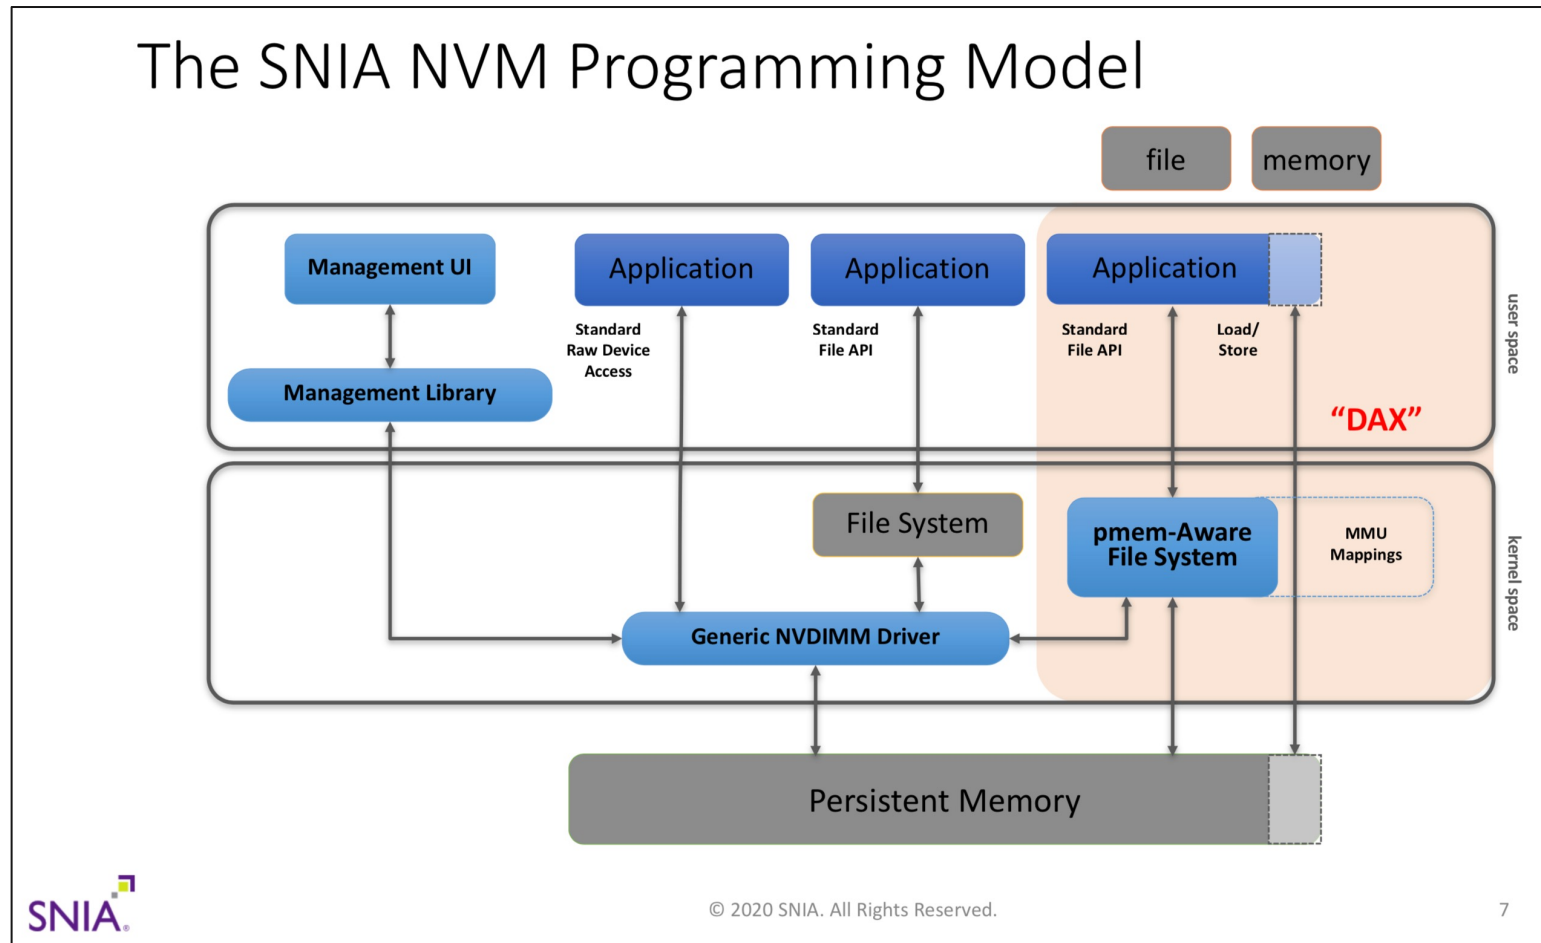 The SNIA NVM Programming Model
file
memory
Management UI
Application
Application
Application
Standard
Raw Device
Access
Standard
File API
Standard
File API
Load/
Store
user space
Management Library
“DAX”
File System
pmem-Aware
File System
MMU
Mappings
kernel space
Generic NVDIMM Driver
Persistent Memory
SNIA®
© 2020 SNIA. All Rights Reserved.
7